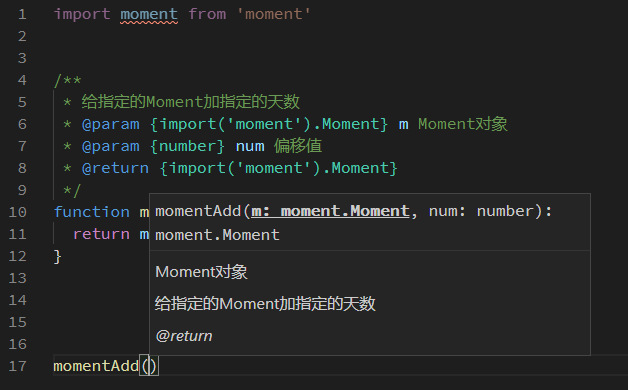 1 import moment from 'moment'
2
3
4 /**
5 * 给指定的Moment加指定的天数
6 * @param {import('moment').Moment} m Moment对象
7 * @param {number} num 偏移值
8 * @return {import('moment').Moment}
9 */
10 function m
11 return m
12 }
13
14
15
16
17 momentAdd()
momentAdd(m: moment.Moment, num: number):
moment.Moment
Moment对象
给指定的Moment加指定的天数
@return